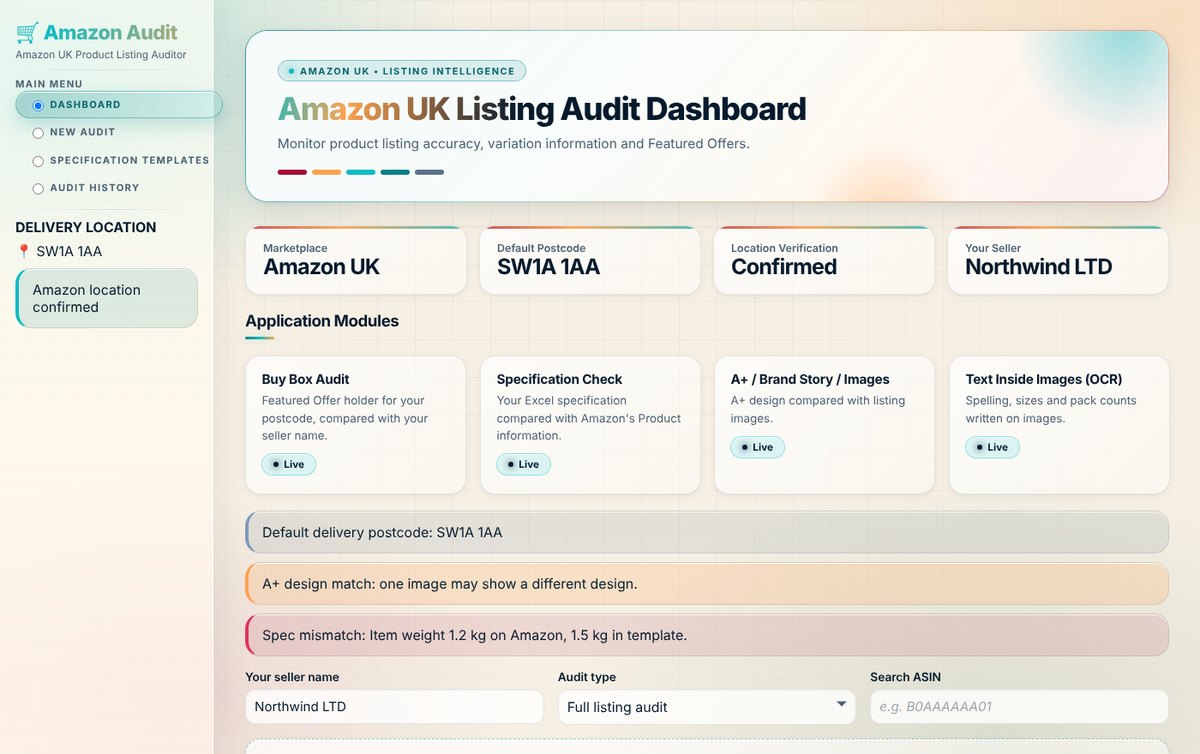 🛒 Amazon Audit
Amazon UK Product Listing Auditor
MAIN MENU
DASHBOARD
NEW AUDIT
SPECIFICATION TEMPLATES
AUDIT HISTORY
DELIVERY LOCATION
📍 SW1A 1AA
Amazon location
confirmed
AMAZON UK • LISTING INTELLIGENCE
Amazon UK Listing Audit Dashboard
Monitor product listing accuracy, variation information and Featured Offers.
Marketplace
Amazon UK
Default Postcode
SW1A 1AA
Location Verification
Confirmed
Your Seller
Northwind LTD
Application Modules
Buy Box Audit
Featured Offer holder for your
postcode, compared with your
seller name.
Live
Specification Check
Your Excel specification
compared with Amazon's Product
information.
Live
A+ / Brand Story / Images
A+ design compared with listing
images.
Live
Text Inside Images (OCR)
Spelling, sizes and pack counts
written on images.
Live
Default delivery postcode: SW1A 1AA
A+ design match: one image may show a different design.
Spec mismatch: Item weight 1.2 kg on Amazon, 1.5 kg in template.
Your seller name
Northwind LTD
Audit type
Full listing audit
Search ASIN
e.g. B0AAAAAA01